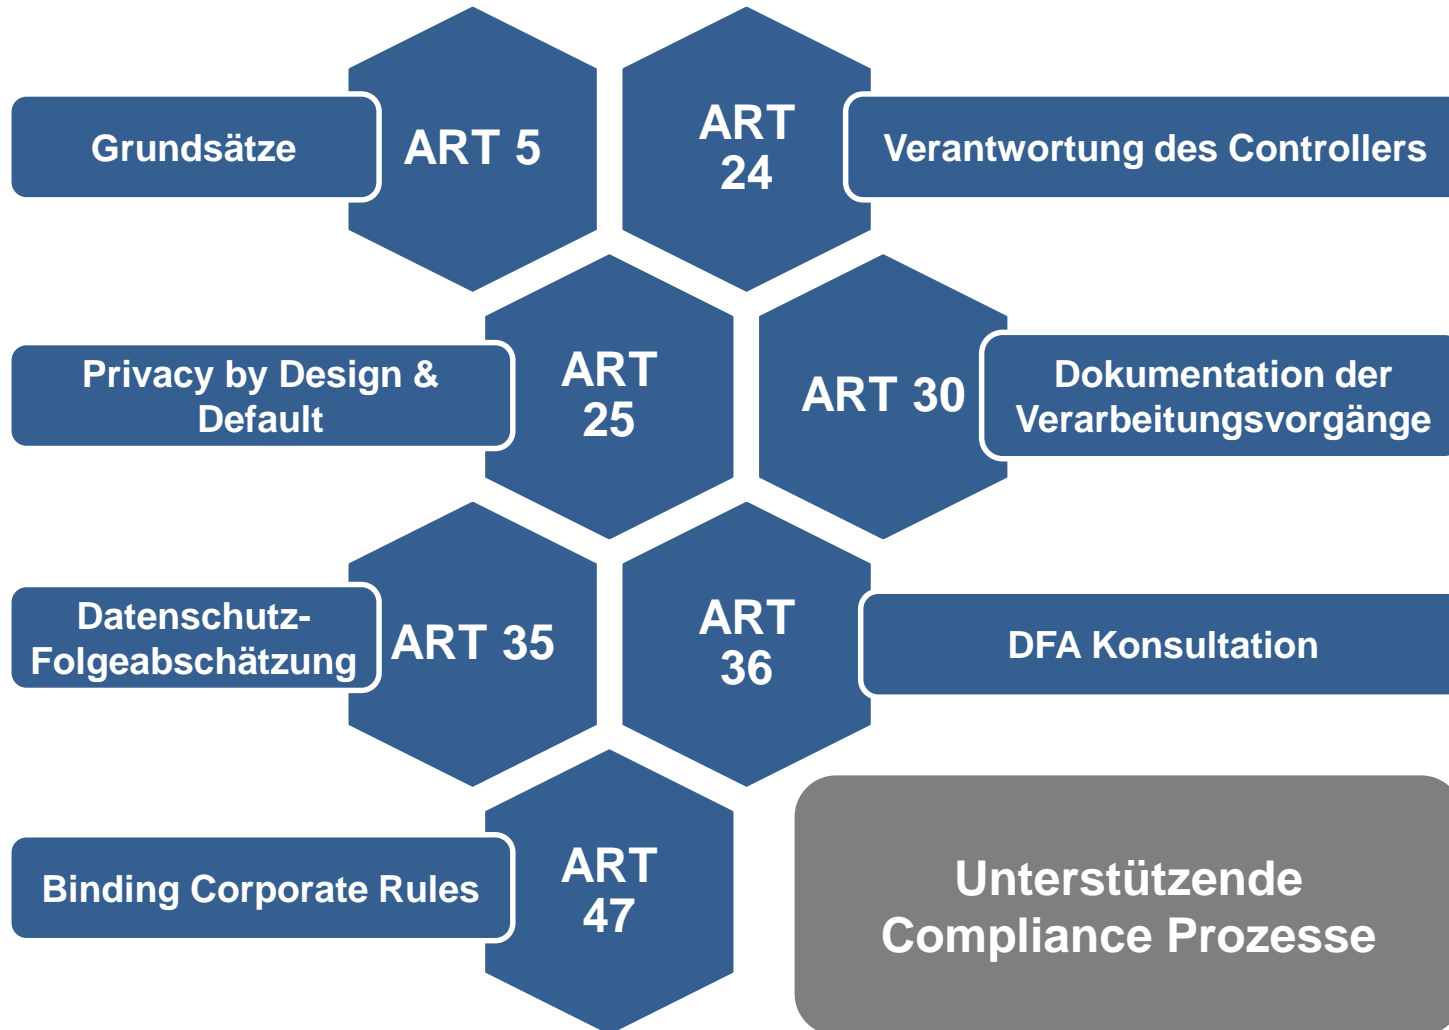 Grundsätze
ART 5
ART
24
Verantwortung des Controllers
Privacy by Design &
Default
ART
25
ART 30
Dokumentation der
Verarbeitungsvorgänge
Datenschutz-
Folgeabschätzung
ART 35
ART
36
DFA Konsultation
Binding Corporate Rules
ART
47
Unterstützende
Compliance Prozesse